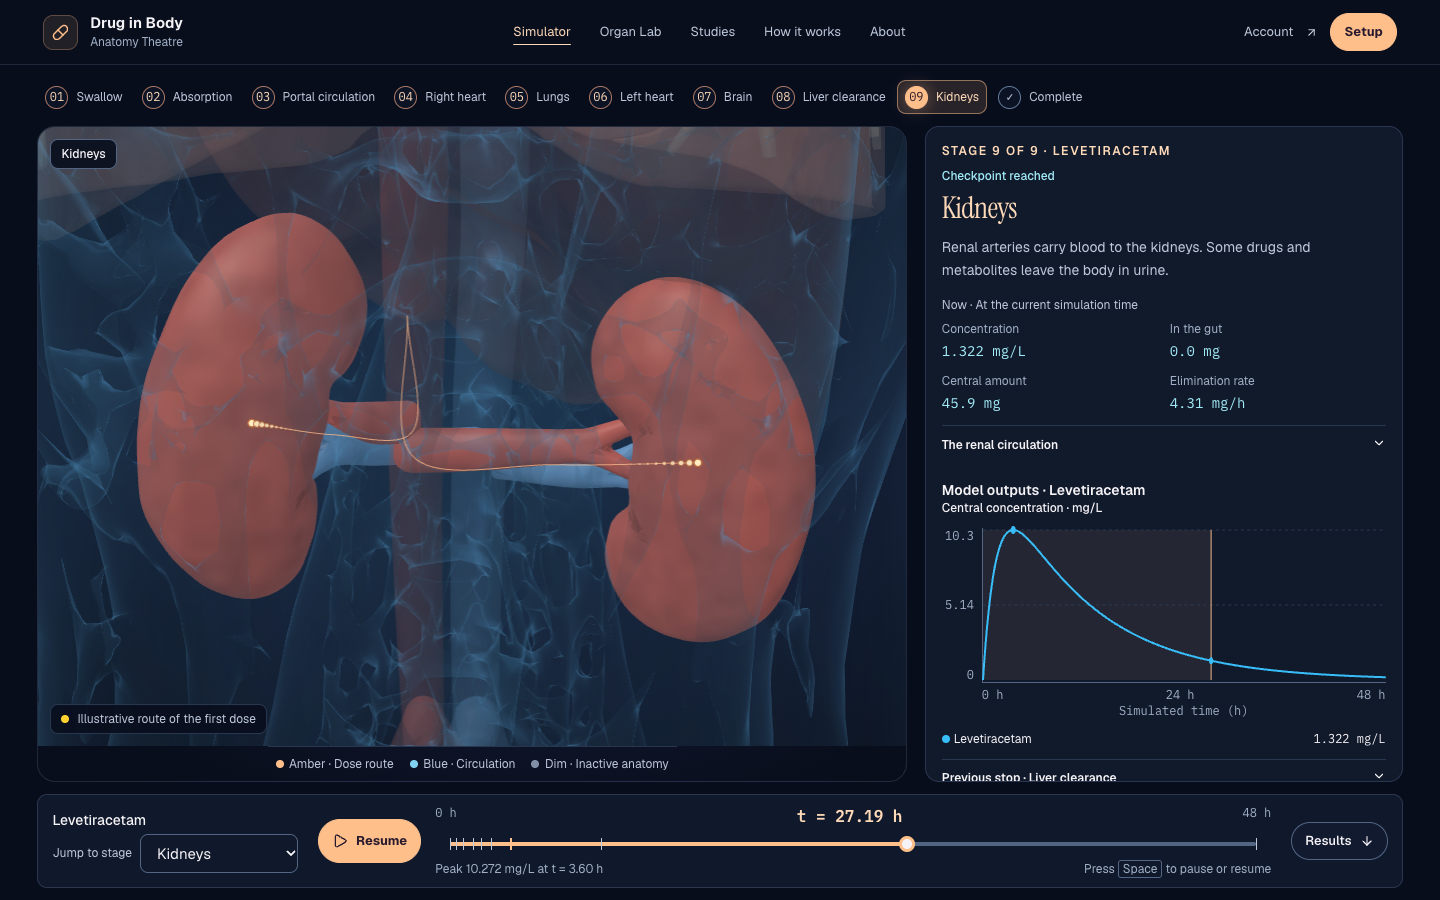 Drug in Body
Anatomy Theatre
Simulator
Organ Lab
Studies
How it works
About
Account
Setup
01 Swallow
02 Absorption
03 Portal circulation
04 Right heart
05 Lungs
06 Left heart
07 Brain
08 Liver clearance
09 Kidneys
✓ Complete
Kidneys
Illustrative route of the first dose
Amber · Dose route
Blue · Circulation
Dim · Inactive anatomy
STAGE 9 OF 9 · LEVETIRACETAM
Checkpoint reached
Kidneys
Renal arteries carry blood to the kidneys. Some drugs and
metabolites leave the body in urine.
Now · At the current simulation time
Concentration
1.322 mg/L
In the gut
0.0 mg
Central amount
45.9 mg
Elimination rate
4.31 mg/h
The renal circulation
Model outputs · Levetiracetam
Central concentration · mg/L
10.3
5.14
0
0 h
24 h
48 h
Simulated time (h)
Levetiracetam
1.322 mg/L
Previous stop · Liver clearance
Levetiracetam
Jump to stage
Kidneys
Resume
0 h
t = 27.19 h
48 h
Peak 10.272 mg/L at t = 3.60 h
Press Space to pause or resume
Results